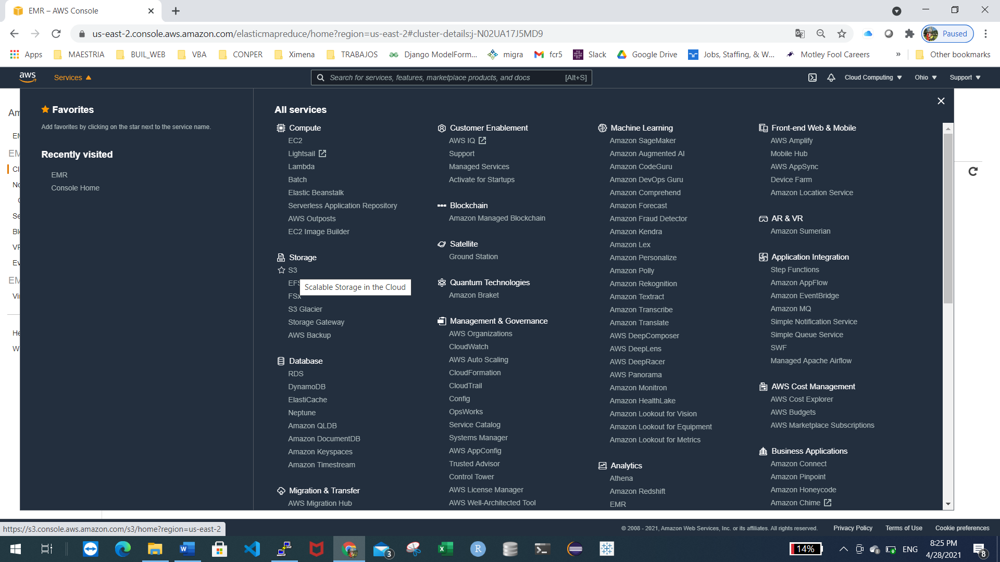 EMR – AWS Console
us-east-2.console.aws.amazon.com/elasticmapreduce/home?region=us-east-2#cluster-details:j-N02UA17J5MD9
Paused
Apps
MAESTRIA
BUIL_WEB
VBA
CONPER
Ximena
TRABAJOS
Django ModelForm...
migra
fcr5
Slack
Google Drive
Jobs, Staffing, & W...
Motley Fool Careers
»
Other bookmarks
aws
Services
Search for services, features, marketplace products, and docs
[Alt+S]
Cloud Computing
Ohio
Support
Favorites
Add favorites by clicking on the star next to the service name.
Recently visited
EMR
Console Home
All services
Compute
EC2
Lightsail
Lambda
Batch
Elastic Beanstalk
Serverless Application Repository
AWS Outposts
EC2 Image Builder
Storage
S3
EFS
Scalable Storage in the Cloud
FSx
S3 Glacier
Storage Gateway
AWS Backup
Database
RDS
DynamoDB
ElastiCache
Neptune
Amazon QLDB
Amazon DocumentDB
Amazon Keyspaces
Amazon Timestream
Migration & Transfer
AWS Migration Hub
Customer Enablement
AWS IQ
Support
Managed Services
Activate for Startups
Blockchain
Amazon Managed Blockchain
Satellite
Ground Station
Quantum Technologies
Amazon Braket
Management & Governance
AWS Organizations
CloudWatch
AWS Auto Scaling
CloudFormation
CloudTrail
Config
OpsWorks
Service Catalog
Systems Manager
AWS AppConfig
Trusted Advisor
Control Tower
AWS License Manager
AWS Well-Architected Tool
Machine Learning
Amazon SageMaker
Amazon Augmented AI
Amazon CodeGuru
Amazon DevOps Guru
Amazon Comprehend
Amazon Forecast
Amazon Fraud Detector
Amazon Kendra
Amazon Lex
Amazon Personalize
Amazon Polly
Amazon Rekognition
Amazon Textract
Amazon Transcribe
Amazon Translate
AWS DeepComposer
AWS DeepLens
AWS DeepRacer
AWS Panorama
Amazon Monitron
Amazon HealthLake
Amazon Lookout for Vision
Amazon Lookout for Equipment
Amazon Lookout for Metrics
Analytics
Athena
Amazon Redshift
EMR
Front-end Web & Mobile
AWS Amplify
Mobile Hub
AWS AppSync
Device Farm
Amazon Location Service
AR & VR
Amazon Sumerian
Application Integration
Step Functions
Amazon AppFlow
Amazon EventBridge
Amazon MQ
Simple Notification Service
Simple Queue Service
SWF
Managed Apache Airflow
AWS Cost Management
AWS Cost Explorer
AWS Budgets
AWS Marketplace Subscriptions
Business Applications
Amazon Connect
Amazon Pinpoint
Amazon Honeycode
Amazon Chime
https://s3.console.aws.amazon.com/s3/home?region=us-east-2
© 2008 - 2021, Amazon Web Services, Inc. or its affiliates. All rights reserved.
Privacy Policy
Terms of Use
Cookie preferences
3
14%
ENG
8:25 PM
4/28/2021
8